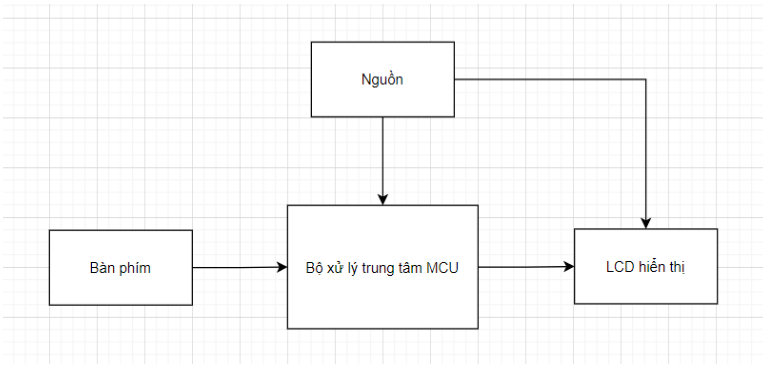 Nguồn
Bàn phím
Bộ xử lý trung tâm MCU
LCD hiển thị